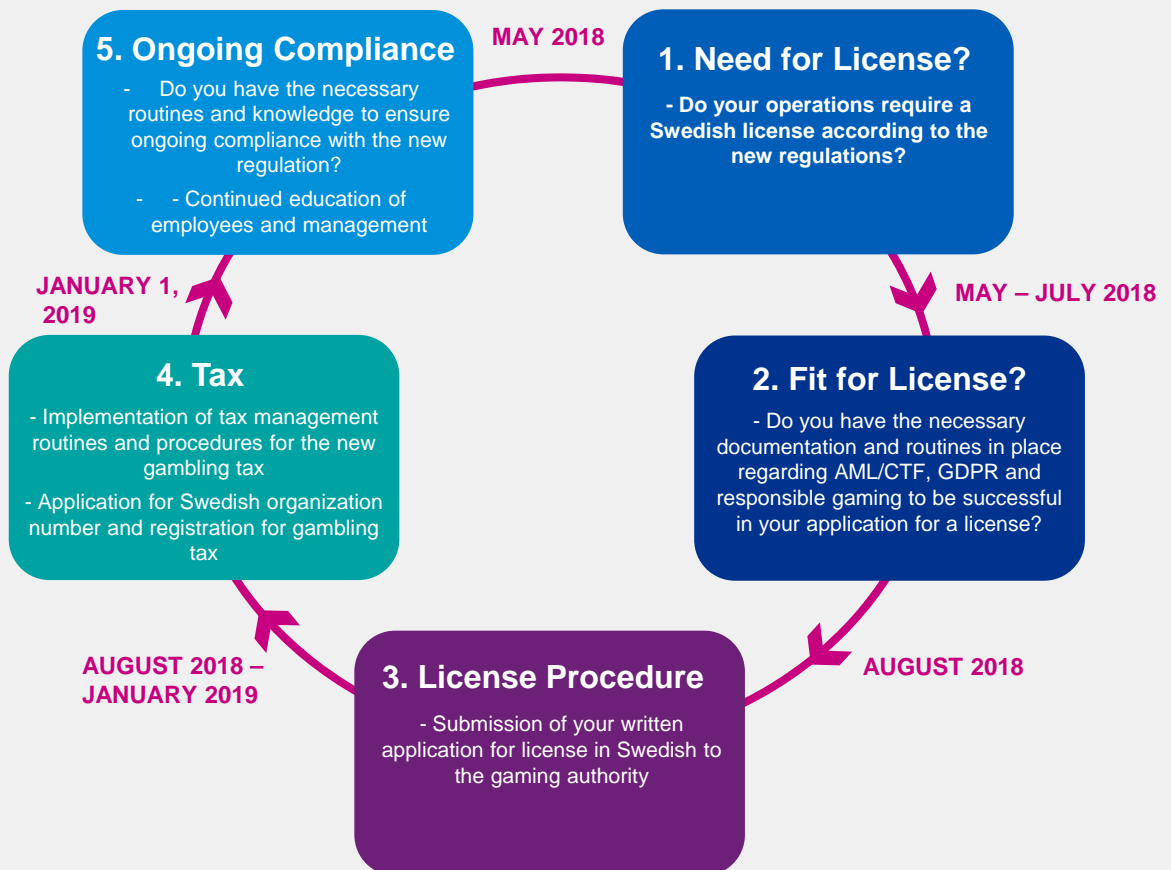 MAY 2018
1. Need for License?
- Do your operations require a
Swedish license according to the
new regulations?
MAY – JULY 2018
2. Fit for License?
- Do you have the necessary
documentation and routines in place
regarding AML/CTF, GDPR and
responsible gaming to be successful
in your application for a license?
AUGUST 2018
3. License Procedure
- Submission of your written
application for license in Swedish to
the gaming authority
AUGUST 2018 –
JANUARY 2019
4. Tax
- Implementation of tax management
routines and procedures for the new
gambling tax
- Application for Swedish organization
number and registration for gambling
tax
JANUARY 1,
2019
5. Ongoing Compliance
- Do you have the necessary
routines and knowledge to ensure
ongoing compliance with the new
regulation?
- - Continued education of
employees and management